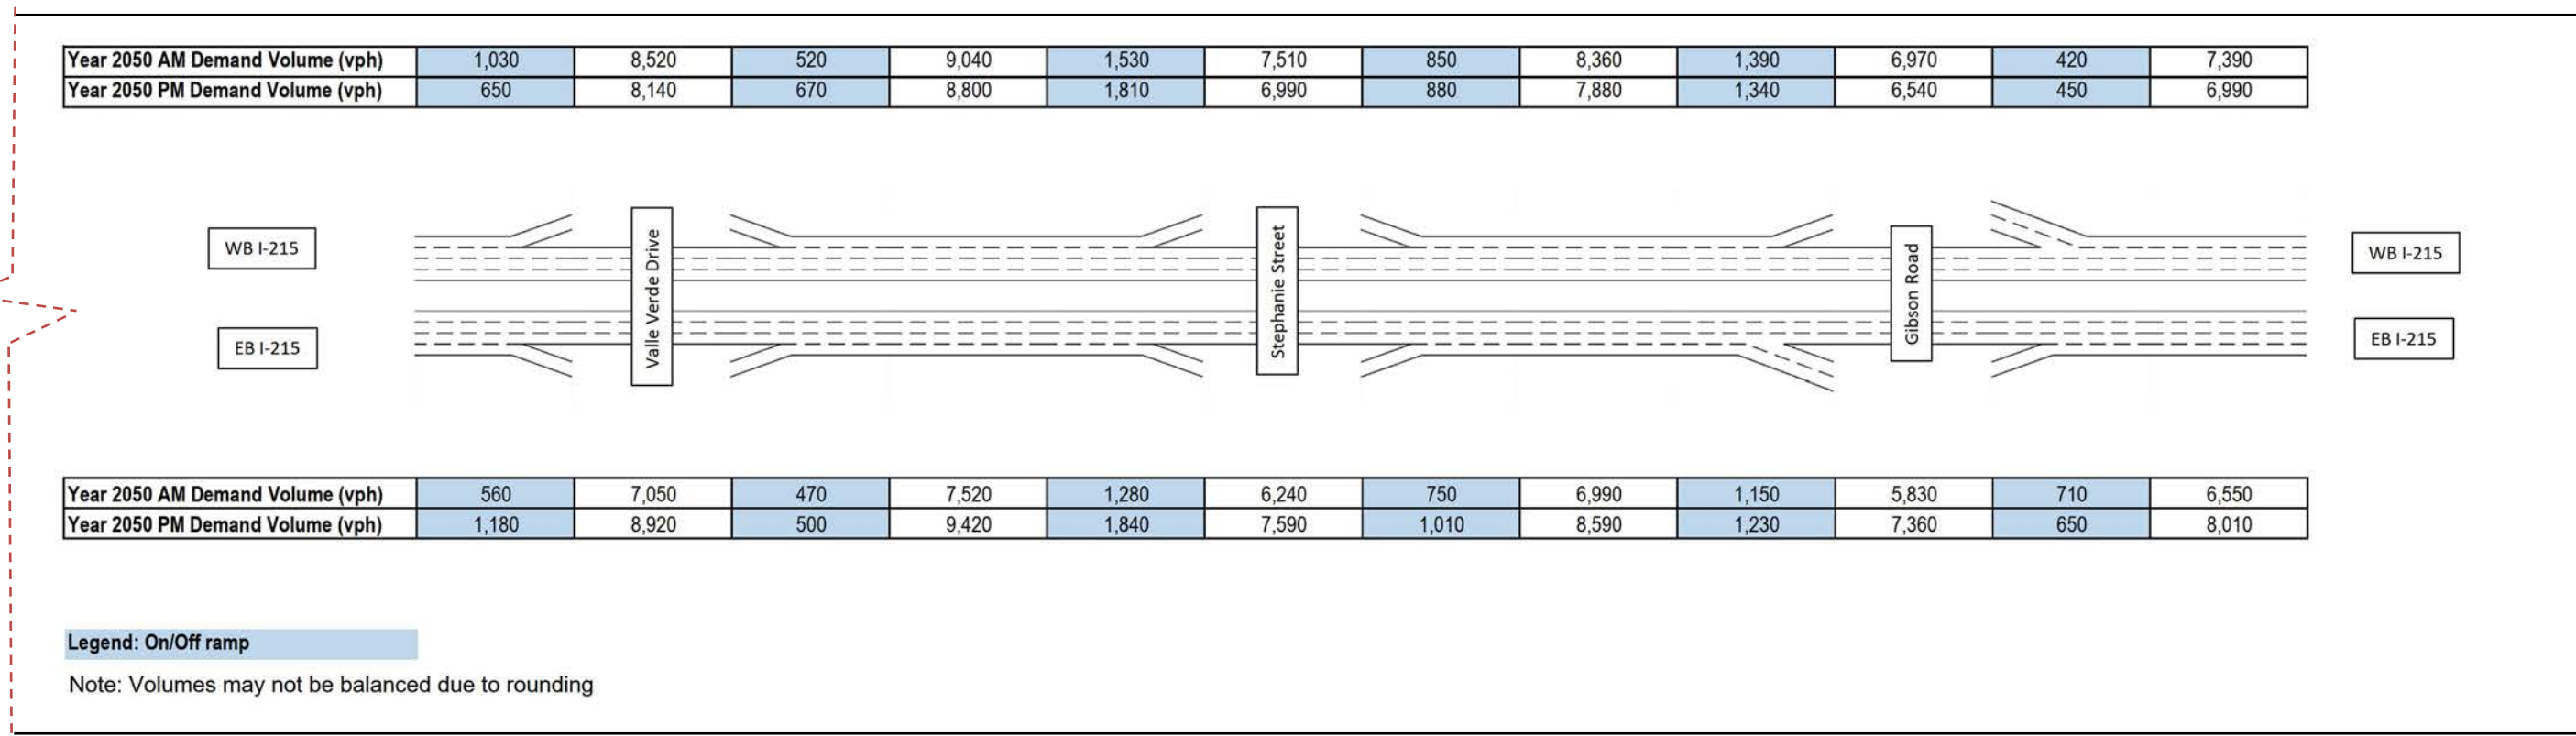 Year 2050 AM Demand Volume (vph) 1,030 8,520 520 9,040 1,530 7,510 850 8,360 1,390 6,970 420 7,390
Year 2050 PM Demand Volume (vph) 650 8,140 670 8,800 1,810 6,990 880 7,880 1,340 6,540 450 6,990
WB I-215
Valle Verde Drive
Stephanie Street
Gibson Road
WB I-215
EB I-215
EB I-215
Year 2050 AM Demand Volume (vph) 560 7,050 470 7,520 1,280 6,240 750 6,990 1,150 5,830 710 6,550
Year 2050 PM Demand Volume (vph) 1,180 8,920 500 9,420 1,840 7,590 1,010 8,590 1,230 7,360 650 8,010
Legend: On/Off ramp
Note: Volumes may not be balanced due to rounding